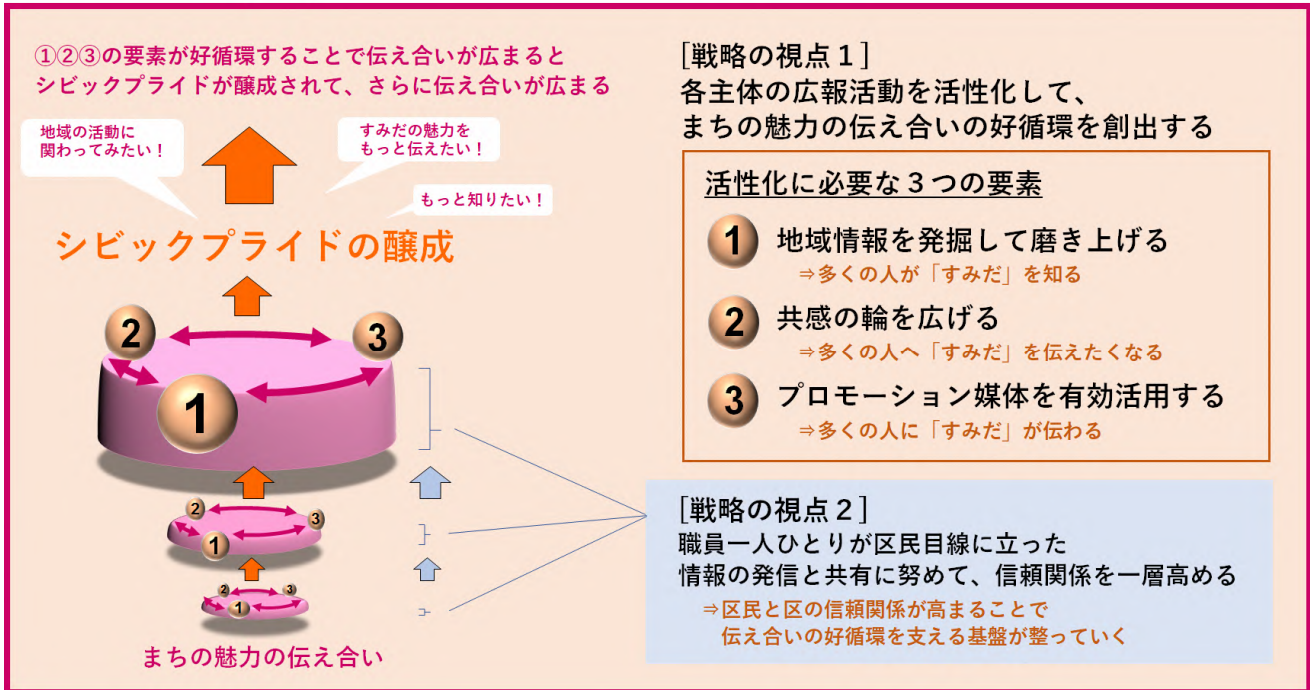 ①②③の要素が好循環することで伝え合いが広まると
シビックプライドが醸成されて、さらに伝え合いが広まる
地域の活動に
関わってみたい！
すみだの魅力を
もっと伝えたい！
もっと知りたい！
シビックプライドの醸成
2
3
1
2
3
1
2
3
1
まちの魅力の伝え合い
[戦略の視点１]
各主体の広報活動を活性化して、
まちの魅力の伝え合いの好循環を創出する
活性化に必要な３つの要素
1 地域情報を発掘して磨き上げる
⇒多くの人が「すみだ」を知る
2 共感の輪を広げる
⇒多くの人へ「すみだ」を伝えたくなる
3 プロモーション媒体を有効活用する
⇒多くの人に「すみだ」が伝わる
[戦略の視点２]
職員一人ひとりが区民目線に立った
情報の発信と共有に努めて、信頼関係を一層高める
⇒区民と区の信頼関係が高まることで
伝え合いの好循環を支える基盤が整っていく